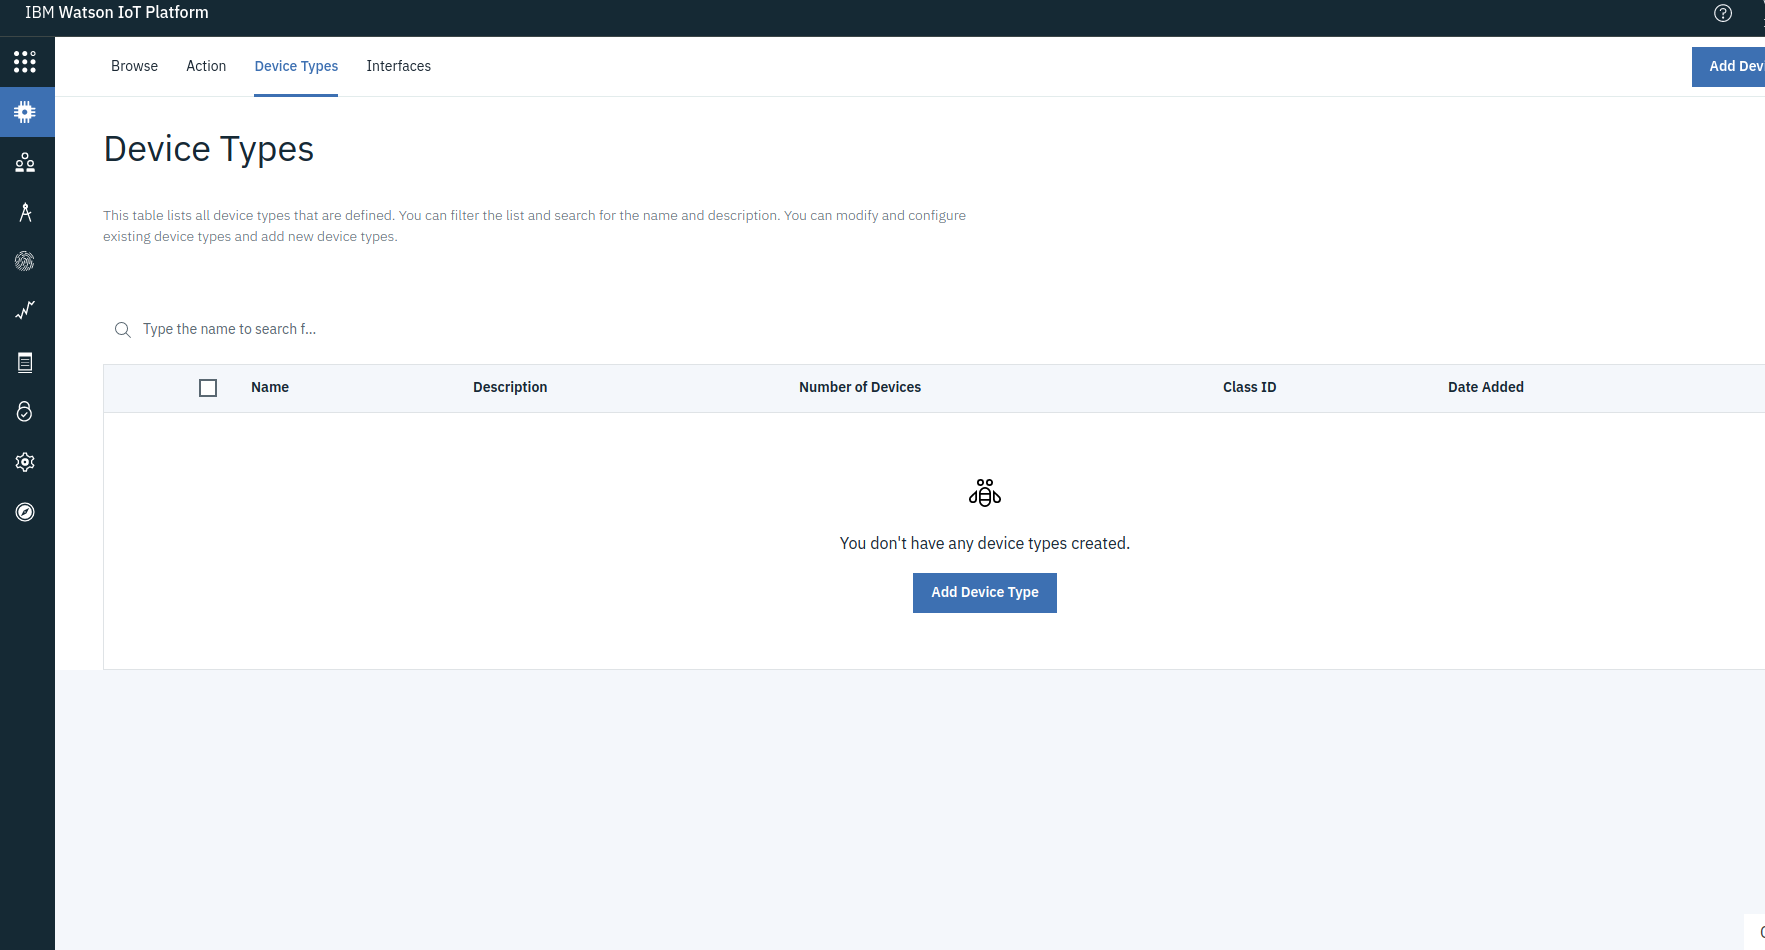 IBM Watson IoT Platform
Browse Action Device Types Interfaces
Add Devi
Device Types
This table lists all device types that are defined. You can filter the list and search for the name and description. You can modify and configure
existing device types and add new device types.
Type the name to search f...
Name Description Number of Devices Class ID Date Added
You don't have any device types created.
Add Device Type